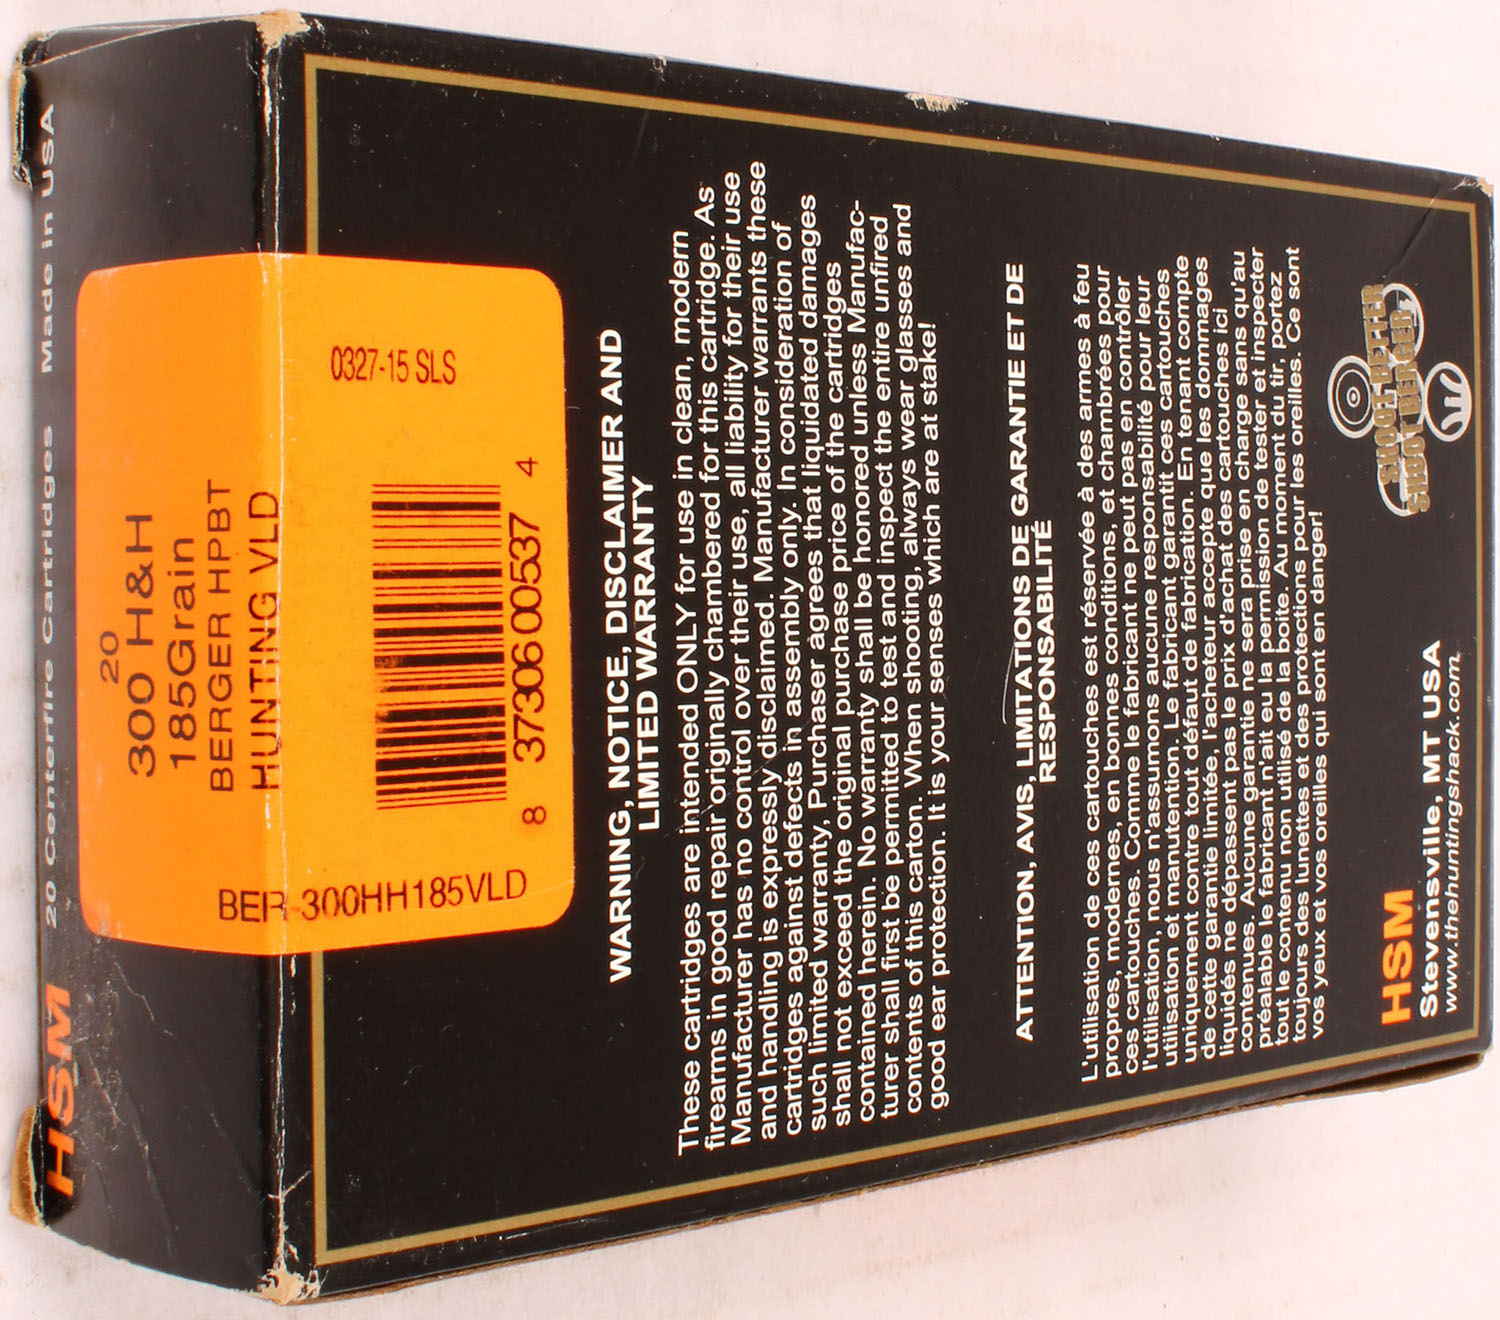 HSM 20 Centerfire Cartridges Made in USA
20
300 H&H
185Grain
BERGER HPBT
HUNTING VLD
0327-15 SLS
8 37306 00537 4
BER-300HH185VLD
WARNING, NOTICE, DISCLAIMER AND
LIMITED WARRANTY
These cartridges are intended ONLY for use in clean, modern
firearms in good repair originally chambered for this cartridge. As
Manufacturer has no control over their use, all liability for their use
and handling is expressly disclaimed. Manufacturer warrants these
cartridges against defects in assembly only. In consideration of
such limited warranty, Purchaser agrees that liquidated damages
shall not exceed the original purchase price of the cartridges
contained herein. No warranty shall be honored unless Manufac-
turer shall first be permitted to test and inspect the entire unfired
contents of this carton. When shooting, always wear glasses and
good ear protection. It is your senses which are at stake!
ATTENTION, AVIS, LIMITATIONS DE GARANTIE ET DE
RESPONSABILITÉ
L'utilisation de ces cartouches est réservée à des armes à feu
propres, modernes, en bonnes conditions, et chambrées pour
ces cartouches. Comme le fabricant ne peut pas en contrôler
l'utilisation, nous n'assumons aucune responsabilité pour leur
utilisation et manutention. Le fabricant garantit ces cartouches
uniquement contre tout défaut de fabrication. En tenant compte
de cette garantie limitée, l'acheteur accepte que les dommages
liquidés ne dépassent pas le prix d'achat des cartouches ici
contenues. Aucune garantie ne sera prise en charge sans qu'au
préalable le fabricant n'ait eu la permission de tester et inspecter
tout le contenu non utilisé de la boite. Au moment du tir, portez
toujours des lunettes et des protections pour les oreilles. Ce sont
vos yeux et vos oreilles qui sont en danger!
HSM
Stevensville, MT USA
www.thehuntingshack.com
SHOOT BETTER
SHOT BERGERS